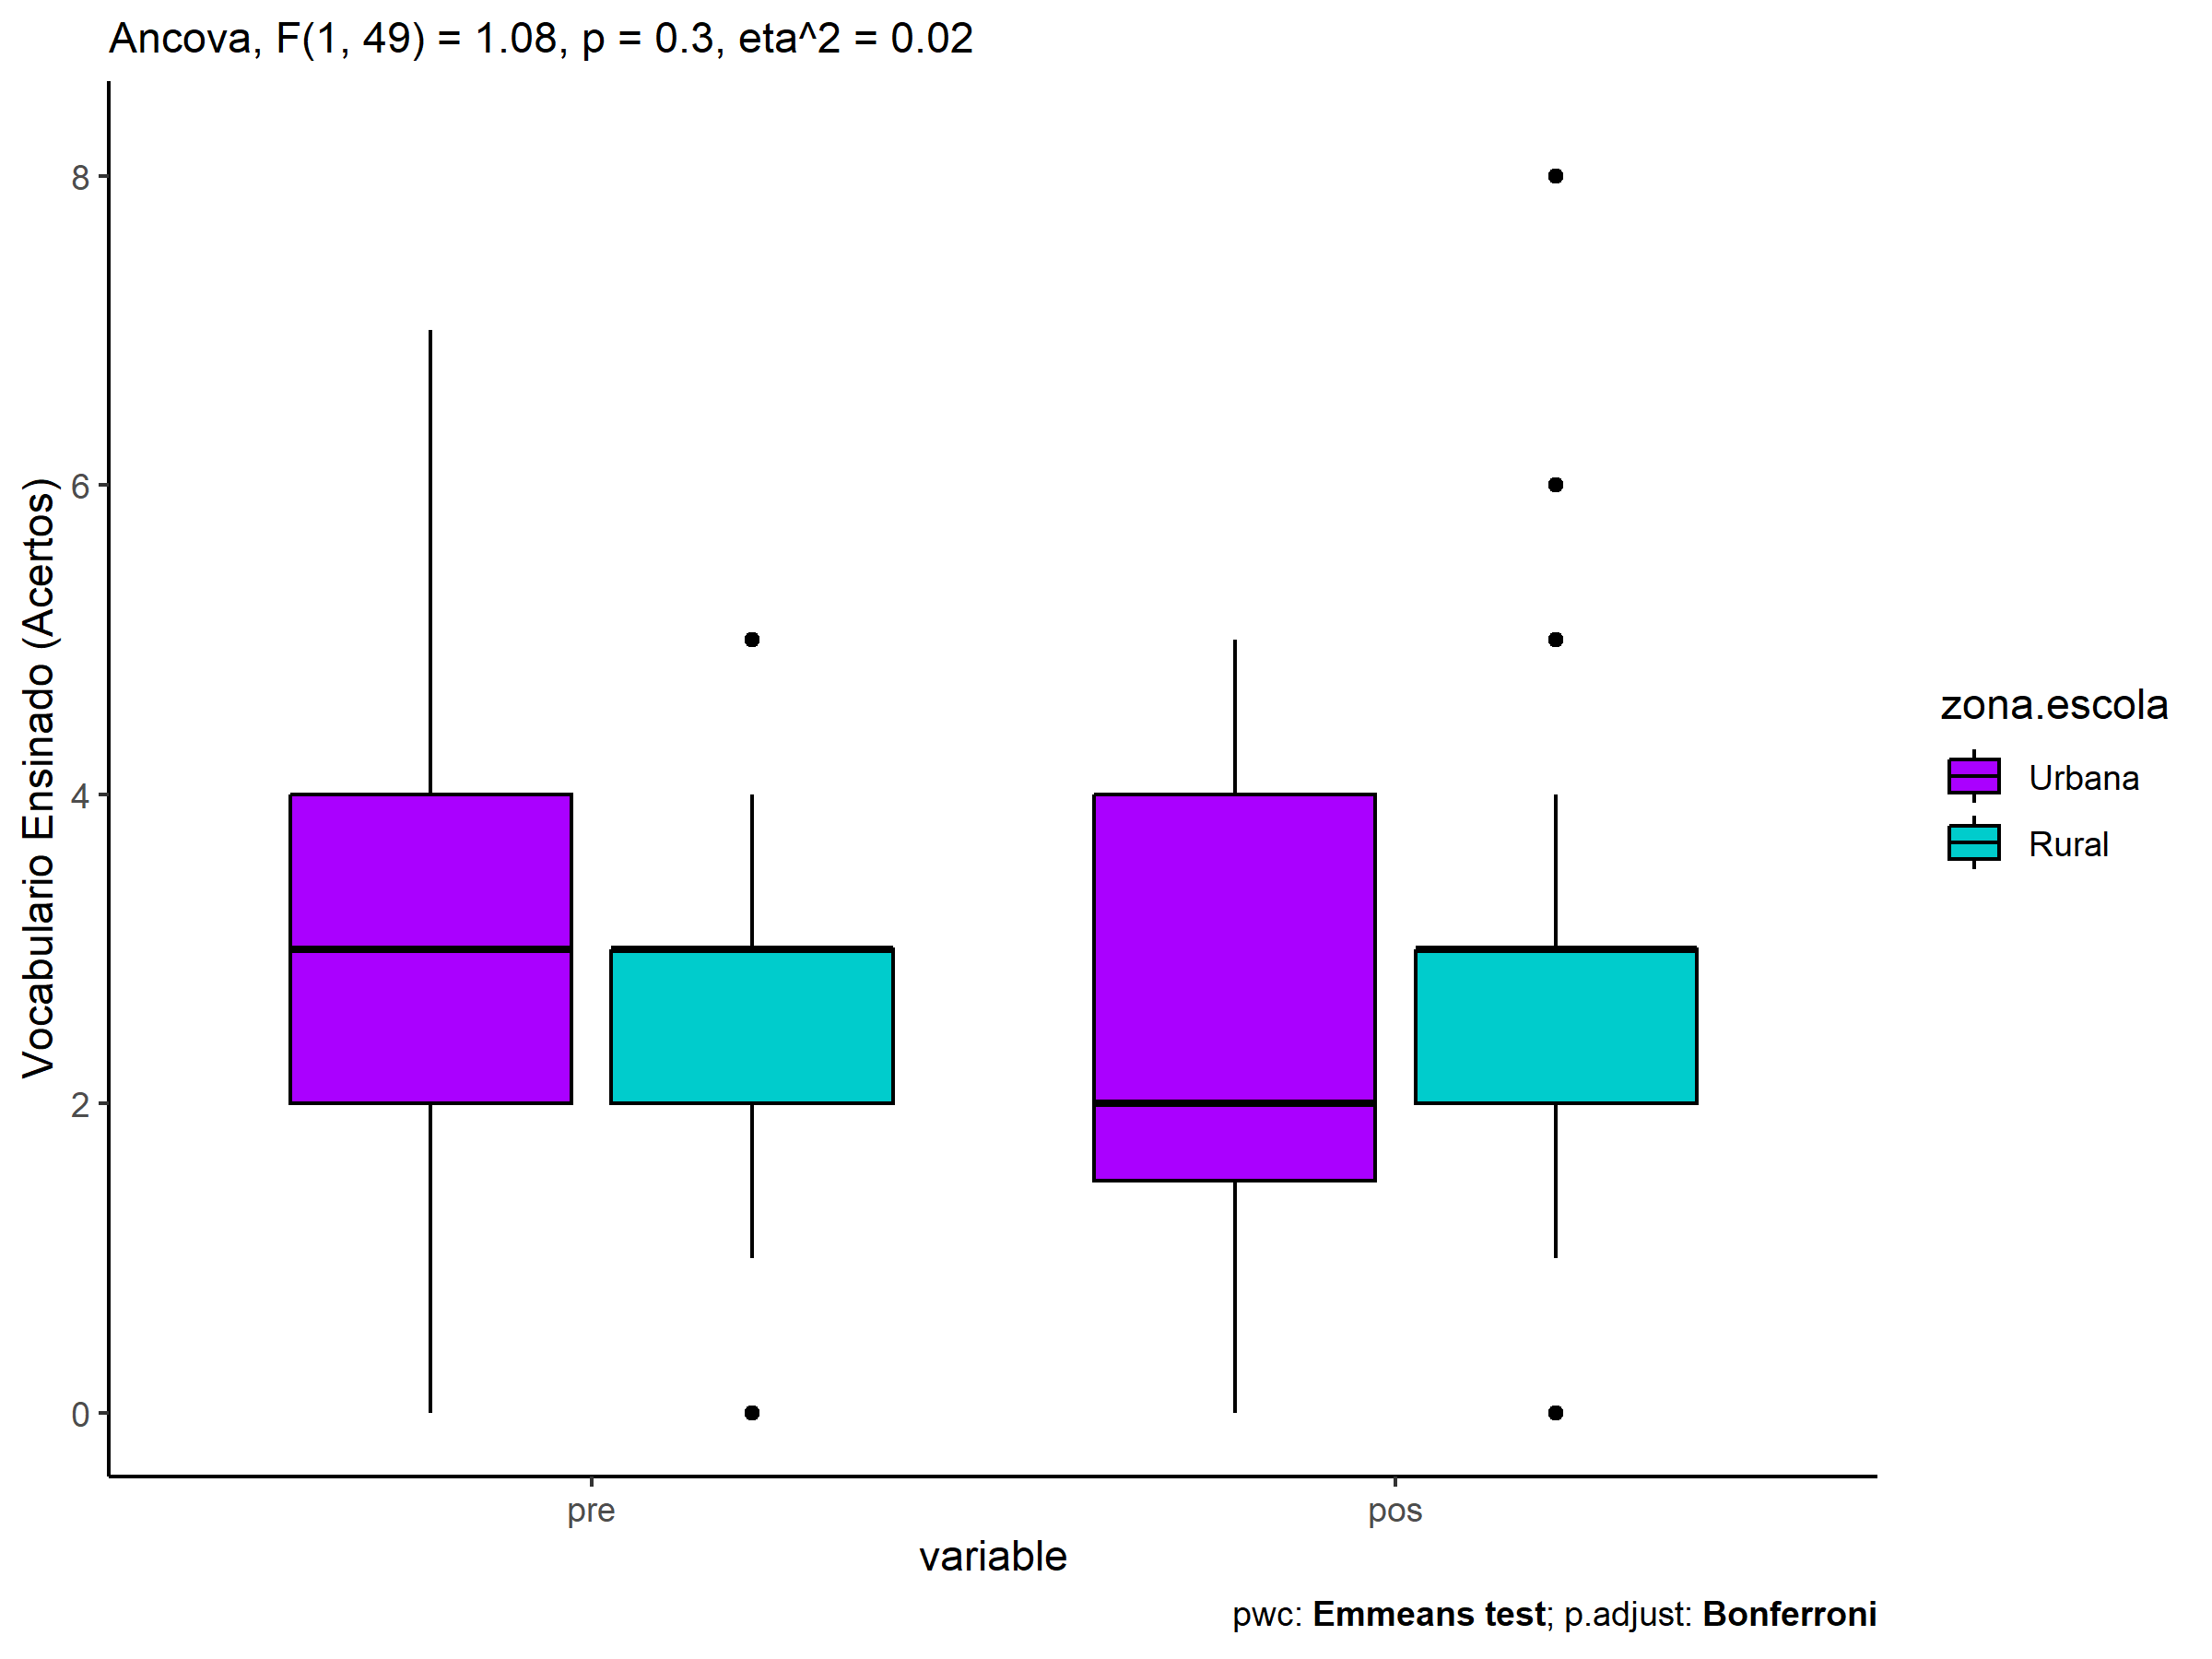 Ancova, F(1, 49) = 1.08, p = 0.3, eta^2 = 0.02
Vocabulario Ensinado (Acertos)
8
6
4
2
0
pre
pos
variable
zona.escola
Urbana
Rural
pwc: Emmeans test; p.adjust: Bonferroni